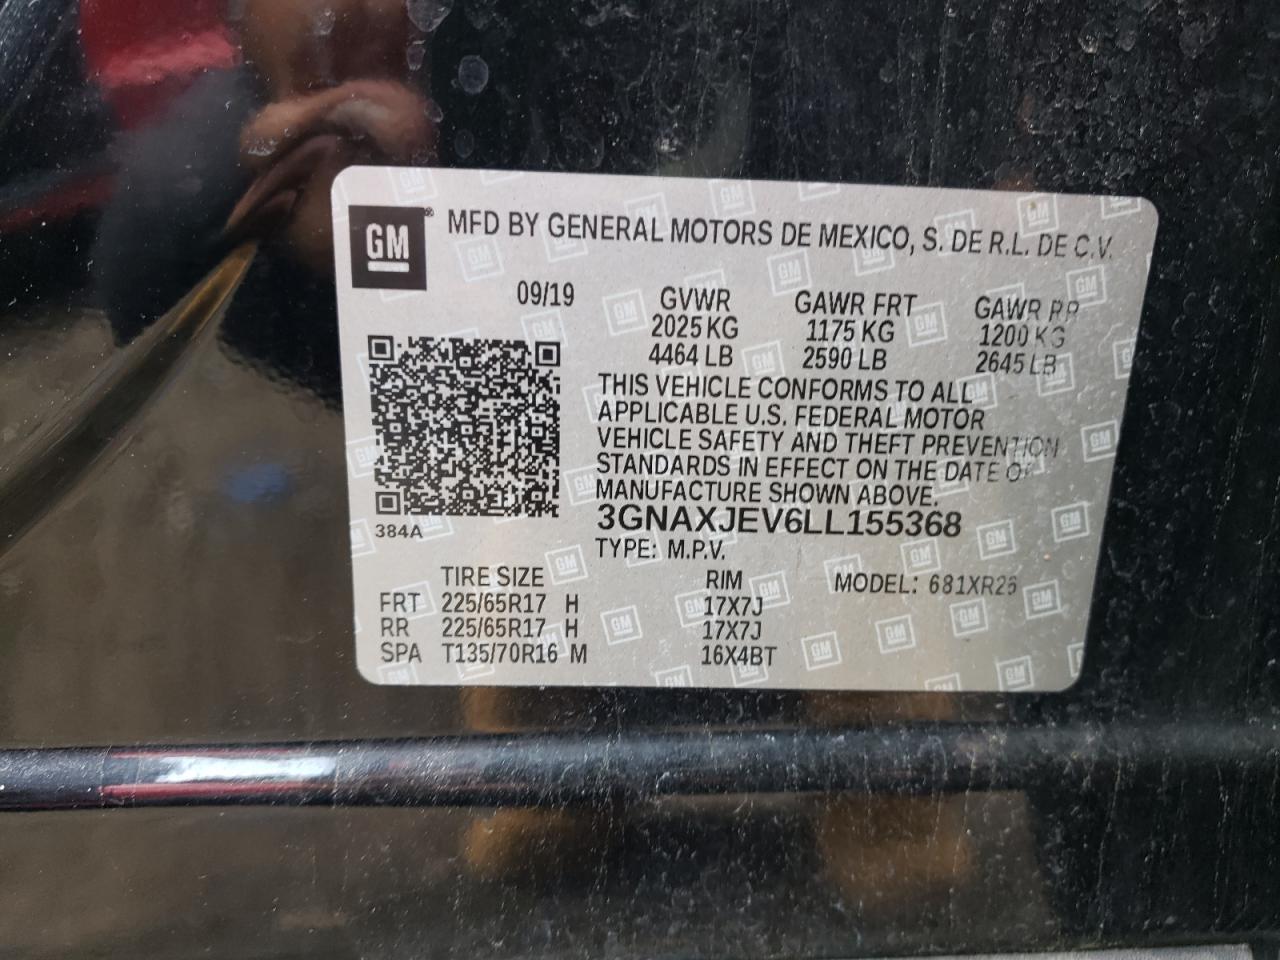 GM
MFD BY GENERAL MOTORS DE MEXICO, S. DE R.L. DE C.V.
09/19 GVWR GAWR FRT GAWR RR
2025 KG 1175 KG 1200 KG
4464 LB 2590 LB 2645 LB
THIS VEHICLE CONFORMS TO ALL
APPLICABLE U.S. FEDERAL MOTOR
VEHICLE SAFETY AND THEFT PREVENTION
STANDARDS IN EFFECT ON THE DATE OF
MANUFACTURE SHOWN ABOVE.
3GNAXJEV6LL155368
384A
TYPE: M.P.V.
TIRE SIZE RIM MODEL: 681XR26
FRT 225/65R17 H 17X7J
RR 225/65R17 H 17X7J
SPA T135/70R16 M 16X4BT